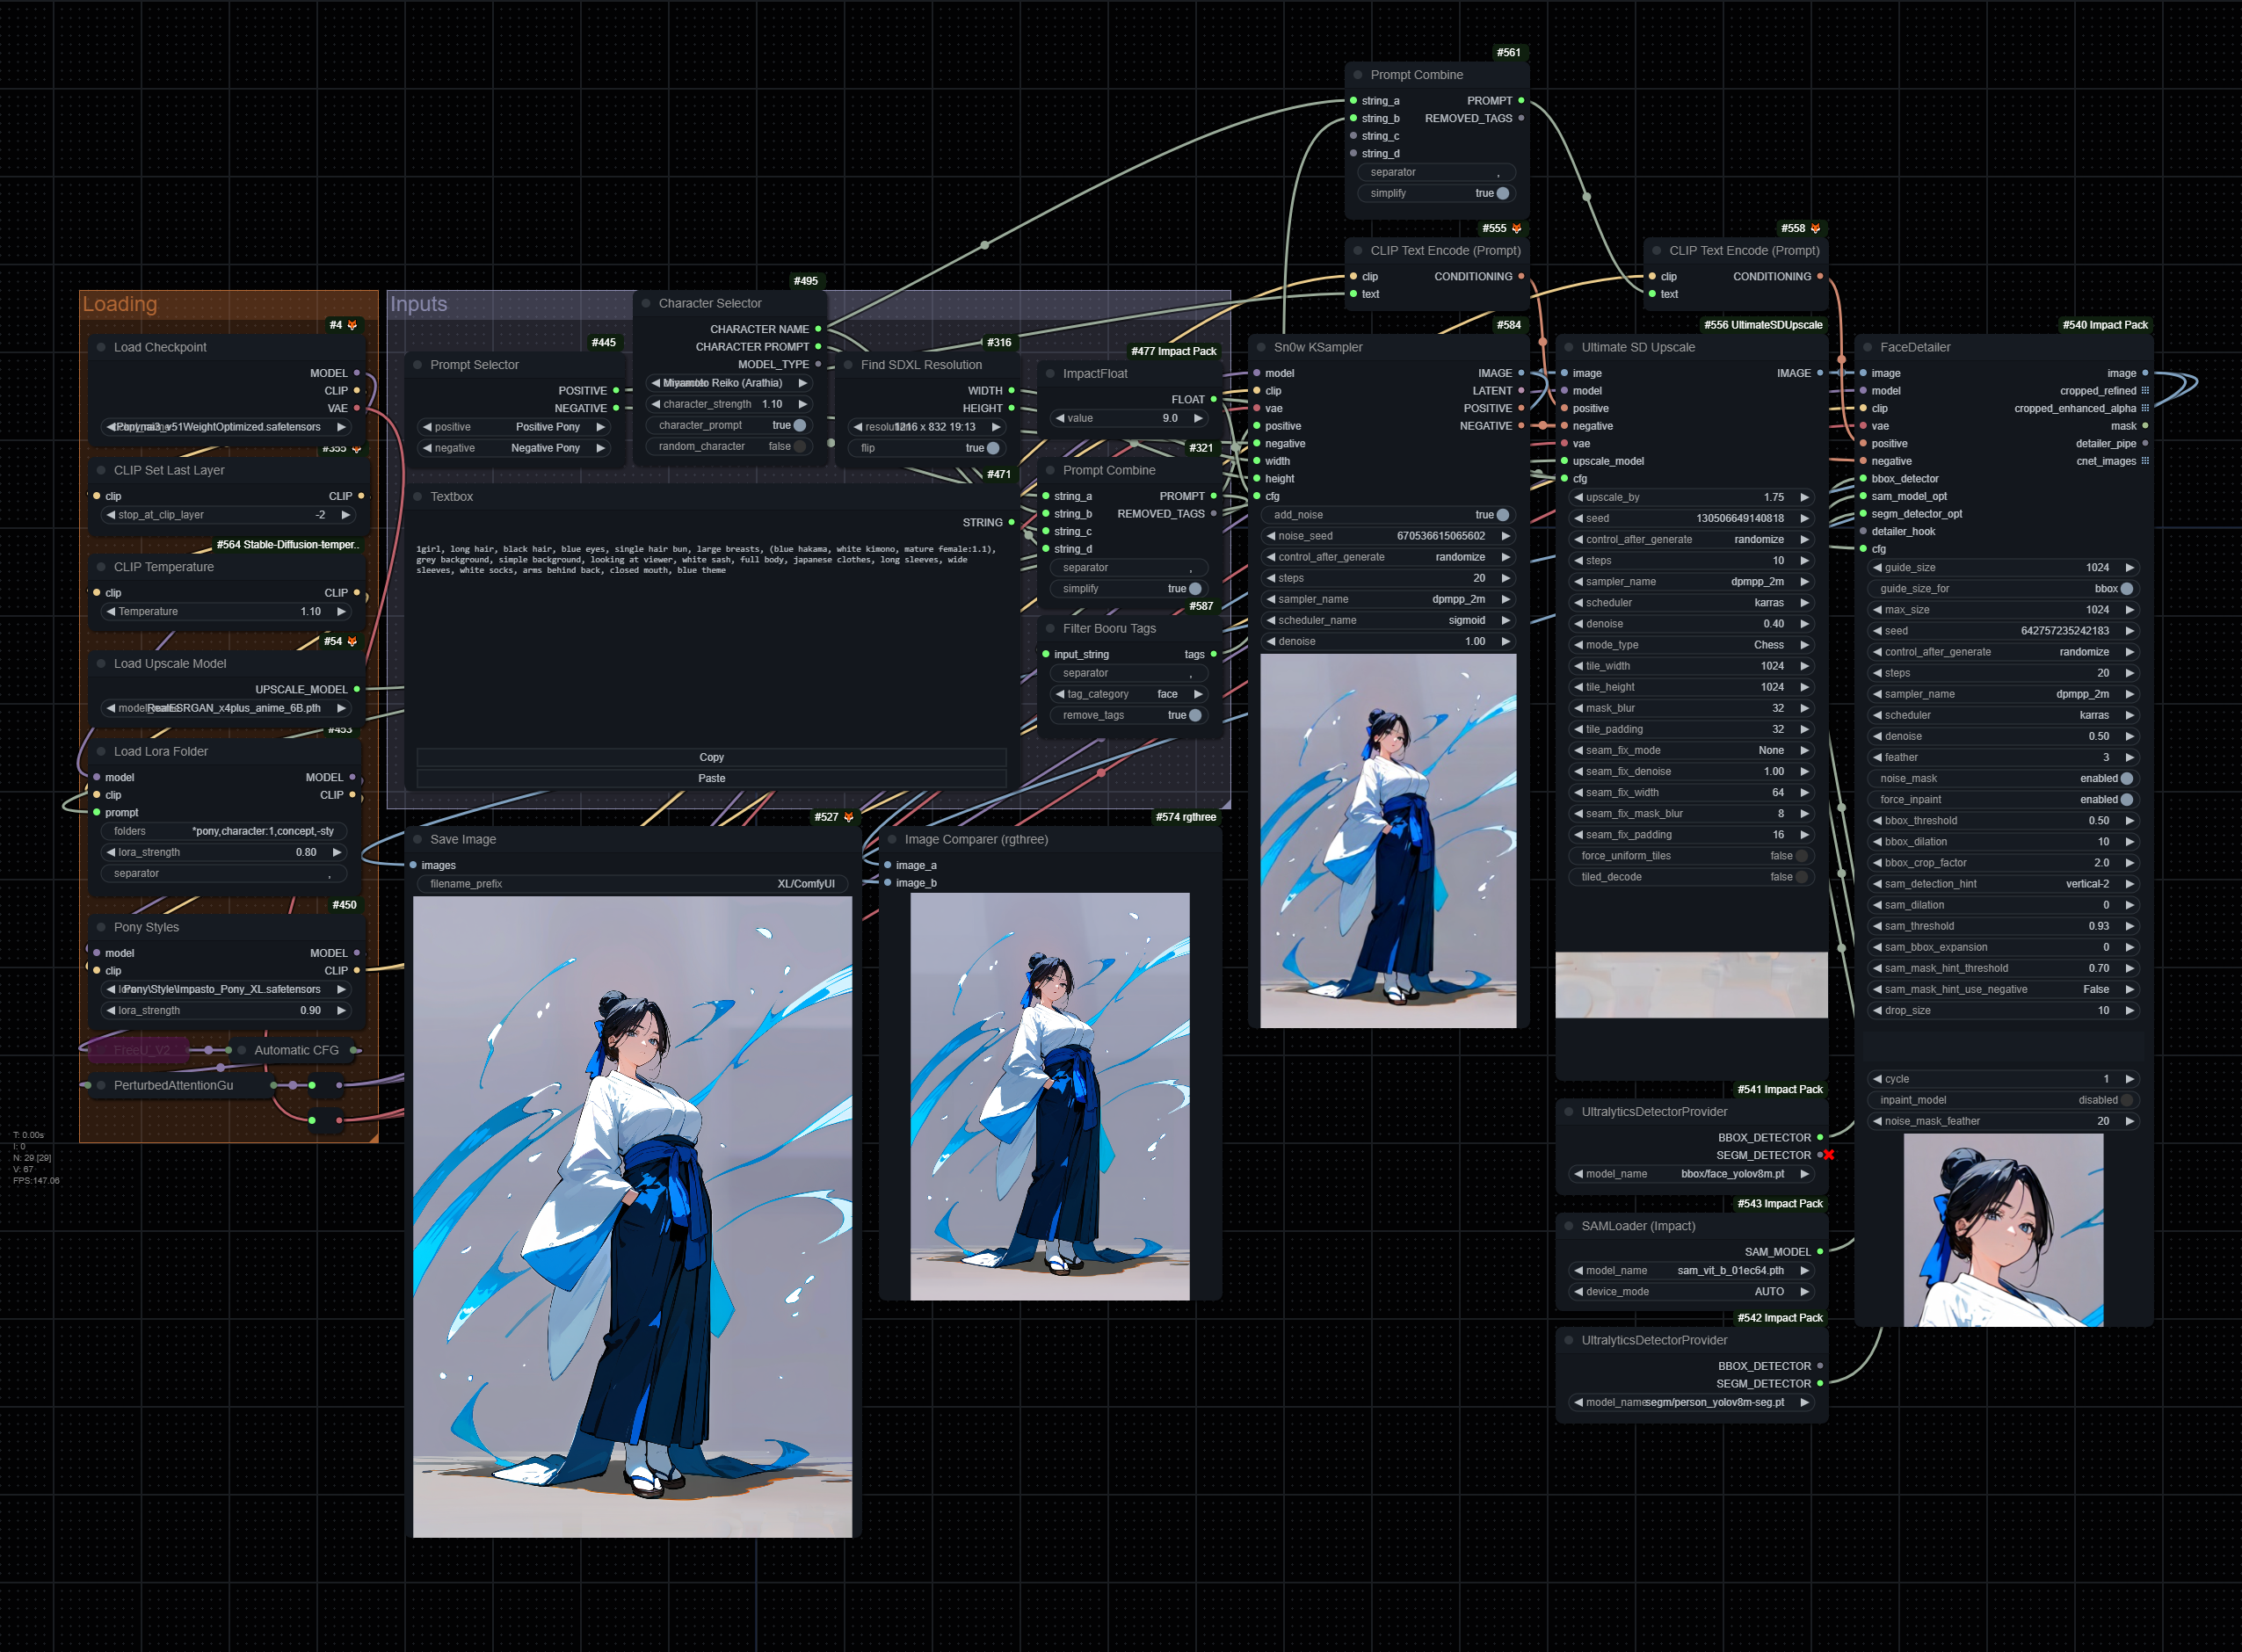 Loading
#4
Load Checkpoint
MODEL
CLIP
VAE
v51WeightOptimized.safetensors
#355
CLIP Set Last Layer
clip CLIP
stop_at_clip_layer -2
#564 Stable-Diffusion-temper..
CLIP Temperature
clip CLIP
Temperature 1.10
#54
Load Upscale Model
UPSCALE_MODEL
RealESRGAN_x4plus_anime_6B.pth
#453
Load Lora Folder
model MODEL
clip CLIP
prompt
folders *pony,character:1,concept,-sty
lora_strength 0.80
separator ,
#450
Pony Styles
model MODEL
clip CLIP
Pony\Style\Impasto_Pony_XL.safetensors
lora_strength 0.90
FreeU_V2
Automatic CFG
PerturbedAttentionGu
T: 0.00s
I: 0
N: 29 [29]
V: 67
FPS:147.06
Inputs
#445
Prompt Selector
POSITIVE
NEGATIVE
positive Positive Pony
negative Negative Pony
#495
Character Selector
CHARACTER NAME
CHARACTER PROMPT
MODEL_TYPE
Reiko (Arathia)
character_strength 1.10
character_prompt true
random_character false
#316
Find SDXL Resolution
WIDTH
HEIGHT
1216 x 832 19:13
flip true
#471
Textbox
STRING
1girl, long hair, black hair, blue eyes, single hair bun, large breasts, (blue hakama, white kimono, mature female:1.1),
grey background, simple background, looking at viewer, white sash, full body, japanese clothes, long sleeves, wide
sleeves, white socks, arms behind back, closed mouth, blue theme
Copy
Paste
#477 Impact Pack
ImpactFloat
FLOAT
value 9.0
#321
Prompt Combine
string_a PROMPT
string_b REMOVED_TAGS
string_c
string_d
separator ,
simplify true
#587
Filter Booru Tags
input_string tags
separator ,
tag_category face
remove_tags true
#527
Save Image
images
filename_prefix XL/ComfyUI
#574 rgthree
Image Comparer (rgthree)
image_a
image_b
#561
Prompt Combine
string_a PROMPT
string_b REMOVED_TAGS
string_c
string_d
separator ,
simplify true
#555
CLIP Text Encode (Prompt)
clip CONDITIONING
text
#558
CLIP Text Encode (Prompt)
clip CONDITIONING
text
#584
Sn0w KSampler
model IMAGE
clip LATENT
vae POSITIVE
positive NEGATIVE
negative
width
height
cfg
add_noise true
noise_seed 670536615065602
control_after_generate randomize
steps 20
sampler_name dpmpp_2m
scheduler_name sigmoid
denoise 1.00
#556 UltimateSDUpscale
Ultimate SD Upscale
image IMAGE
model
positive
negative
vae
upscale_model
cfg
upscale_by 1.75
seed 130506649140818
control_after_generate randomize
steps 10
sampler_name dpmpp_2m
scheduler karras
denoise 0.40
mode_type Chess
tile_width 1024
tile_height 1024
mask_blur 32
tile_padding 32
seam_fix_mode None
seam_fix_denoise 1.00
seam_fix_width 64
seam_fix_mask_blur 8
seam_fix_padding 16
force_uniform_tiles false
tiled_decode false
#541 Impact Pack
UltralyticsDetectorProvider
BBOX_DETECTOR
SEGM_DETECTOR
model_name bbox/face_yolov8m.pt
#543 Impact Pack
SAMLoader (Impact)
SAM_MODEL
model_name sam_vit_b_01ec64.pth
device_mode AUTO
#542 Impact Pack
UltralyticsDetectorProvider
BBOX_DETECTOR
SEGM_DETECTOR
model_name segm/person_yolov8m-seg.pt
#540 Impact Pack
FaceDetailer
image image
model cropped_refined
clip cropped_enhanced_alpha
vae mask
positive detailer_pipe
negative cnet_images
bbox_detector
sam_model_opt
segm_detector_opt
detailer_hook
cfg
guide_size 1024
guide_size_for bbox
max_size 1024
seed 642757235242183
control_after_generate randomize
steps 20
sampler_name dpmpp_2m
scheduler karras
denoise 0.50
feather 3
noise_mask enabled
force_inpaint enabled
bbox_threshold 0.50
bbox_dilation 10
bbox_crop_factor 2.0
sam_detection_hint vertical-2
sam_dilation 0
sam_threshold 0.93
sam_bbox_expansion 0
sam_mask_hint_threshold 0.70
sam_mask_hint_use_negative False
drop_size 10
cycle 1
inpaint_model disabled
noise_mask_feather 20